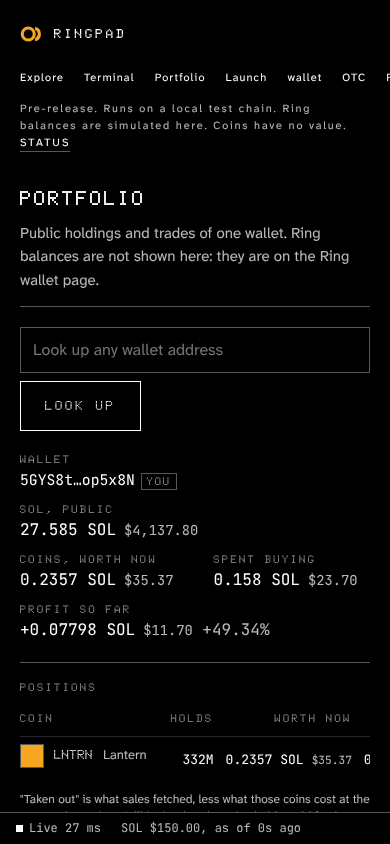 RINGPAD
Explore Terminal Portfolio Launch wallet OTC
Pre-release. Runs on a local test chain. Ring
balances are simulated here. Coins have no value.
STATUS
PORTFOLIO
Public holdings and trades of one wallet. Ring
balances are not shown here: they are on the Ring
wallet page.
Look up any wallet address
LOOK UP
WALLET
5GYS8t…op5x8N YOU
SOL, PUBLIC
27.585 SOL $4,137.80
COINS, WORTH NOW SPENT BUYING
0.2357 SOL $35.37 0.158 SOL $23.70
PROFIT SO FAR
+0.07798 SOL $11.70 +49.34%
POSITIONS
COIN HOLDS WORTH NOW
LNTRN Lantern 332M 0.2357 SOL $35.37
"Taken out" is what sales fetched, less what those coins cost at the
Live 27 ms SOL $150.00, as of 0s ago